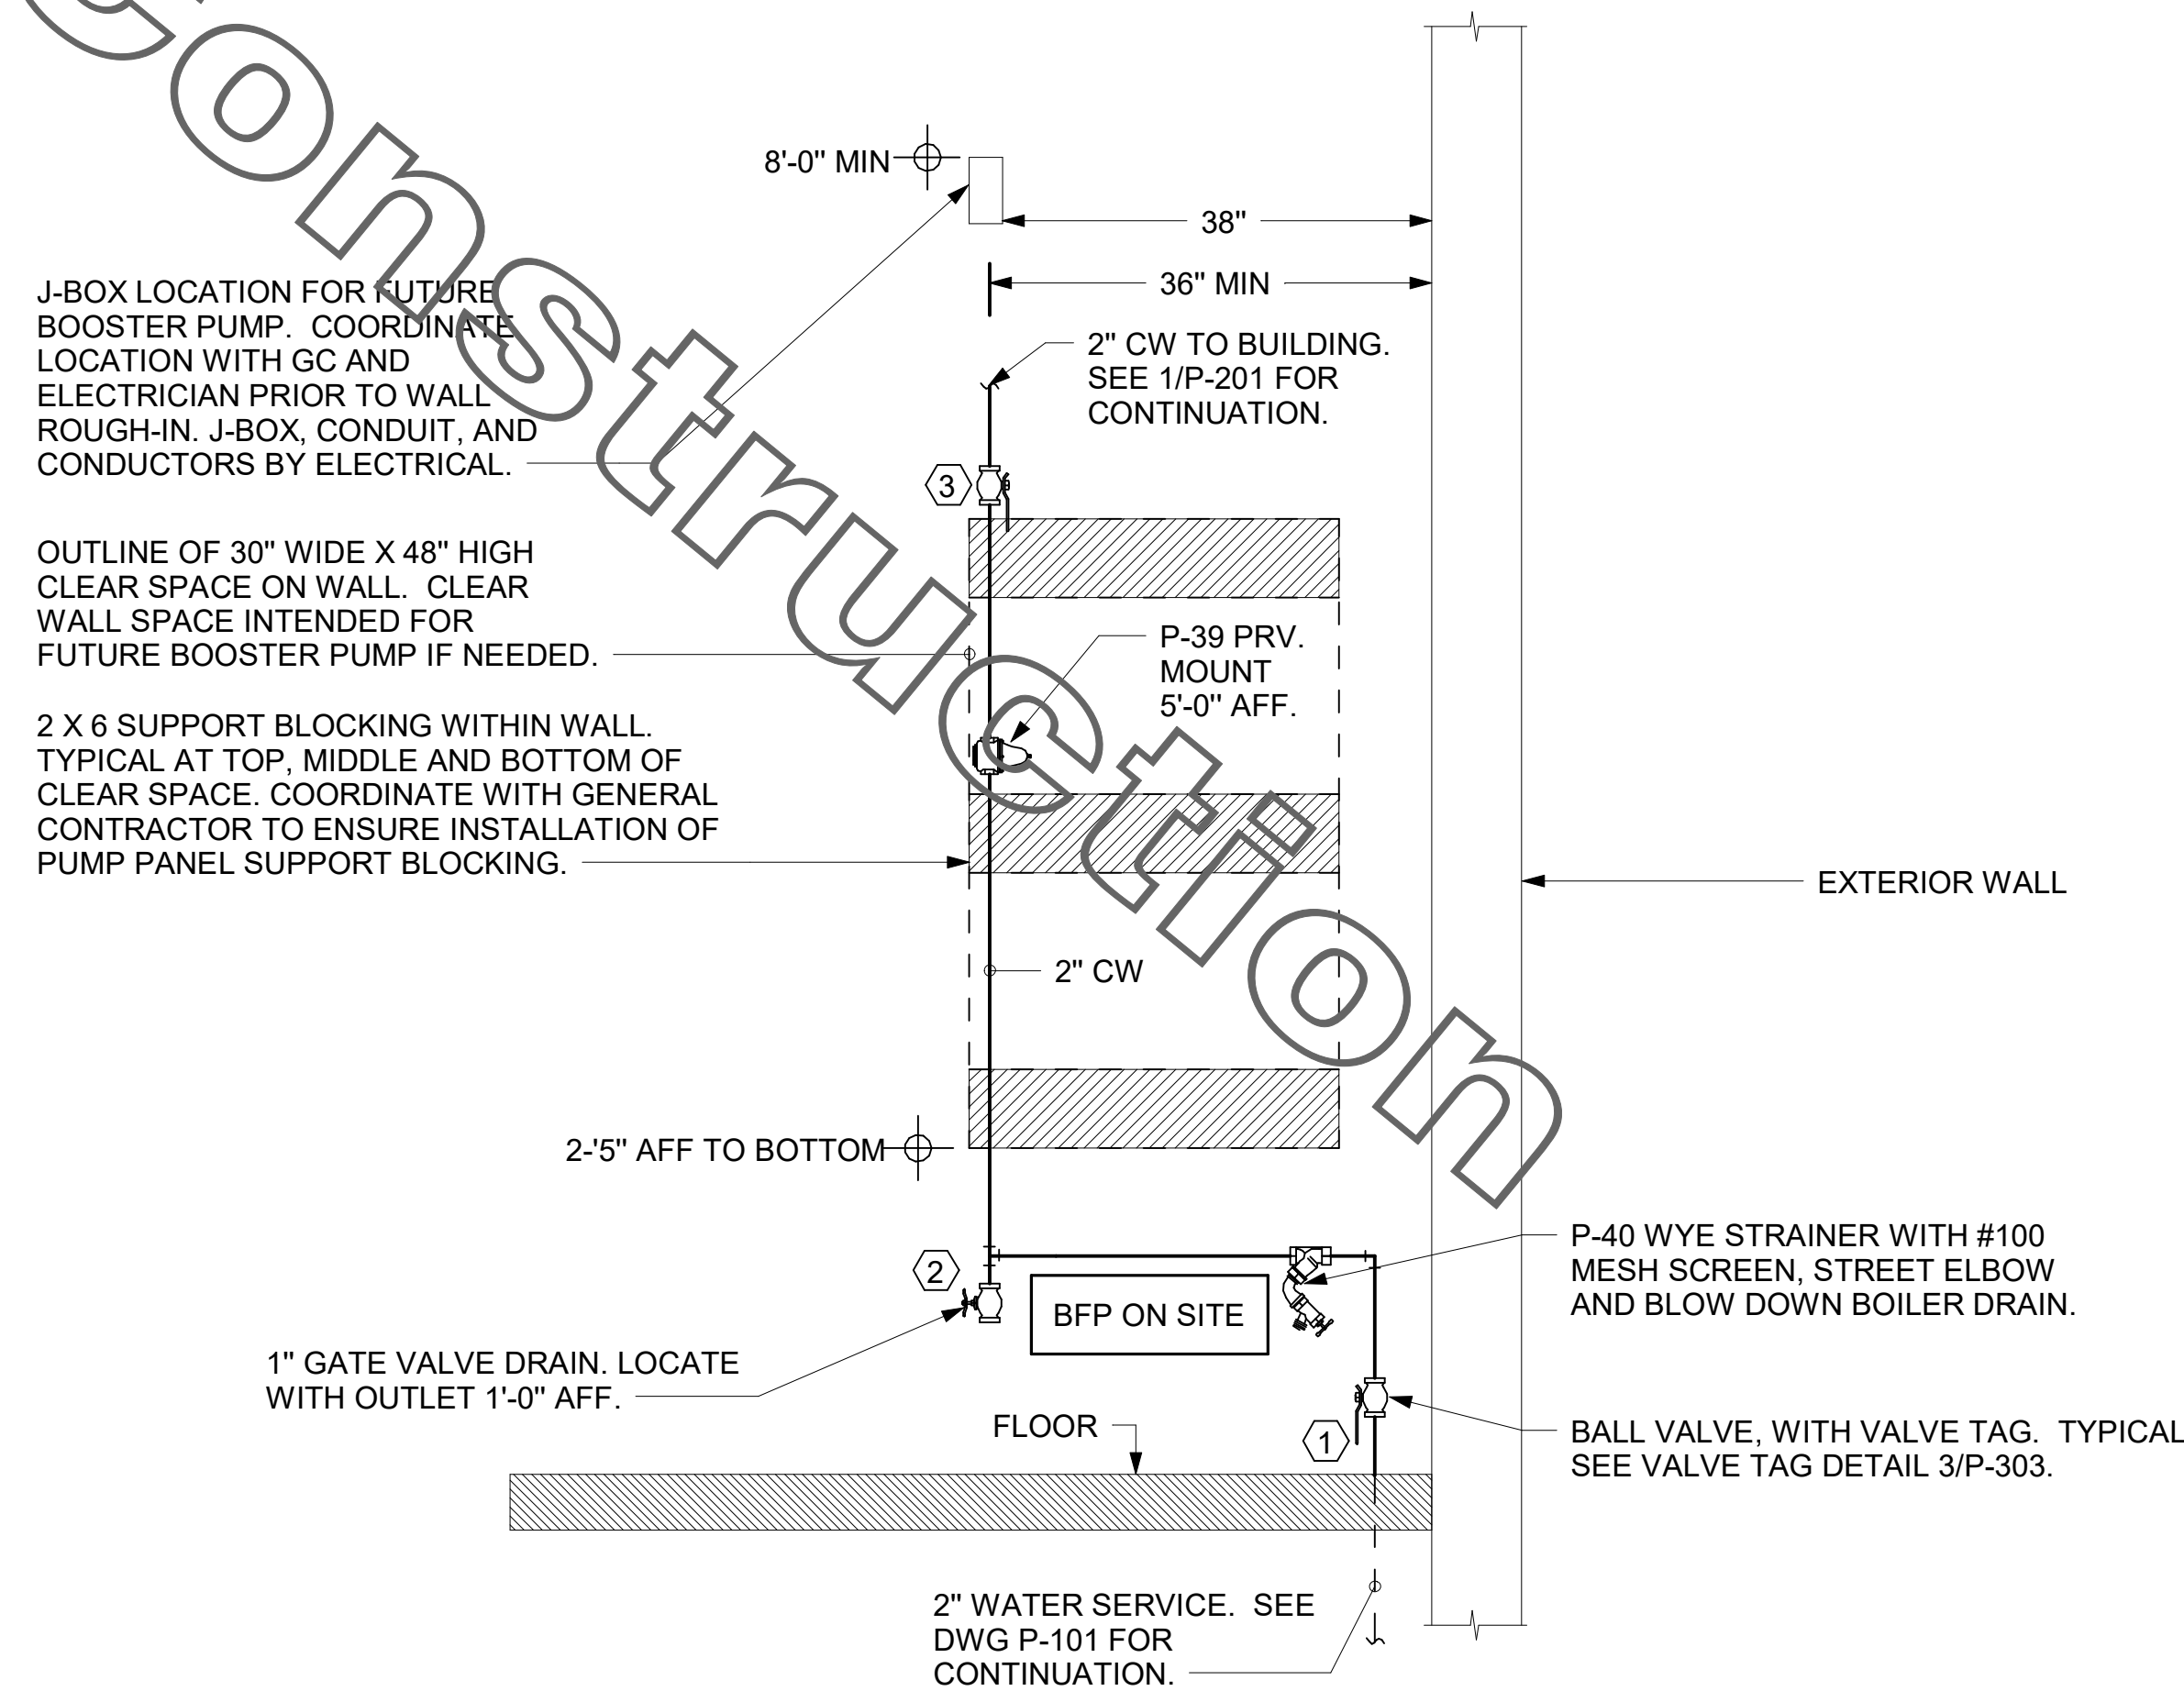 Construction
8'-0" MIN
38"
36" MIN
J-BOX LOCATION FOR FUTURE
BOOSTER PUMP.  COORDINATE
LOCATION WITH GC AND
ELECTRICIAN PRIOR TO WALL
ROUGH-IN. J-BOX, CONDUIT, AND
CONDUCTORS BY ELECTRICAL.
2" CW TO BUILDING.
SEE 1/P-201 FOR
CONTINUATION.
3
OUTLINE OF 30" WIDE X 48" HIGH
CLEAR SPACE ON WALL.  CLEAR
WALL SPACE INTENDED FOR
FUTURE BOOSTER PUMP IF NEEDED.
P-39 PRV.
MOUNT
5'-0" AFF.
2 X 6 SUPPORT BLOCKING WITHIN WALL.
TYPICAL AT TOP, MIDDLE AND BOTTOM OF
CLEAR SPACE. COORDINATE WITH GENERAL
CONTRACTOR TO ENSURE INSTALLATION OF
PUMP PANEL SUPPORT BLOCKING.
EXTERIOR WALL
2" CW
2-'5" AFF TO BOTTOM
2
BFP ON SITE
P-40 WYE STRAINER WITH #100
MESH SCREEN, STREET ELBOW
AND BLOW DOWN BOILER DRAIN.
1" GATE VALVE DRAIN. LOCATE
WITH OUTLET 1'-0" AFF.
FLOOR
1
BALL VALVE, WITH VALVE TAG.  TYPICAL
SEE VALVE TAG DETAIL 3/P-303.
2" WATER SERVICE.  SEE
DWG P-101 FOR
CONTINUATION.